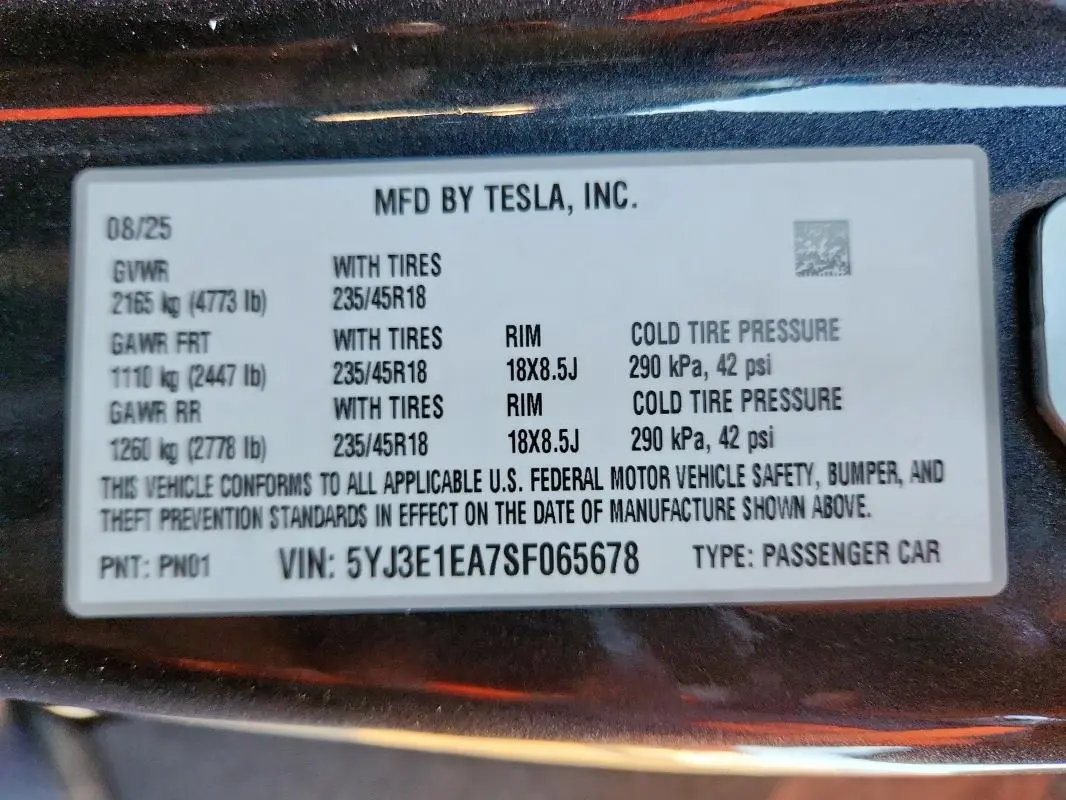 MFD BY TESLA, INC.
08/25
GVWR WITH TIRES
2165 kg (4773 lb) 235/45R18
GAWR FRT WITH TIRES RIM COLD TIRE PRESSURE
1110 kg (2447 lb) 235/45R18 18X8.5J 290 kPa, 42 psi
GAWR RR WITH TIRES RIM COLD TIRE PRESSURE
1260 kg (2778 lb) 235/45R18 18X8.5J 290 kPa, 42 psi
THIS VEHICLE CONFORMS TO ALL APPLICABLE U.S. FEDERAL MOTOR VEHICLE SAFETY, BUMPER, AND
THEFT PREVENTION STANDARDS IN EFFECT ON THE DATE OF MANUFACTURE SHOWN ABOVE.
PNT: PN01 VIN: 5YJ3E1EA7SF065678 TYPE: PASSENGER CAR